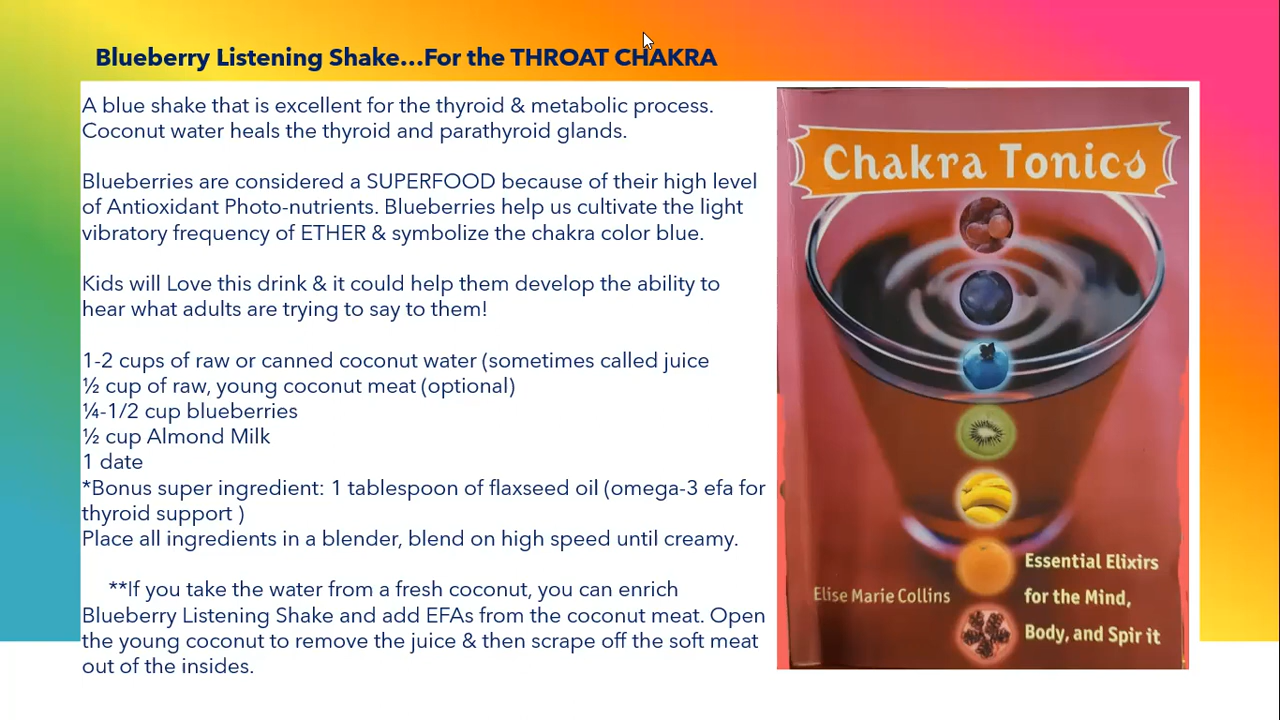 Blueberry Listening Shake...For the THROAT CHAKRA
A blue shake that is excellent for the thyroid & metabolic process.
Coconut water heals the thyroid and parathyroid glands.
Blueberries are considered a SUPERFOOD because of their high level
of Antioxidant Photo-nutrients. Blueberries help us cultivate the light
vibratory frequency of ETHER & symbolize the chakra color blue.
Kids will Love this drink & it could help them develop the ability to
hear what adults are trying to say to them!
1-2 cups of raw or canned coconut water (sometimes called juice
½ cup of raw, young coconut meat (optional)
¼-1/2 cup blueberries
½ cup Almond Milk
1 date
*Bonus super ingredient: 1 tablespoon of flaxseed oil (omega-3 efa for
thyroid support )
Place all ingredients in a blender, blend on high speed until creamy.
**If you take the water from a fresh coconut, you can enrich
Blueberry Listening Shake and add EFAs from the coconut meat. Open
the young coconut to remove the juice & then scrape off the soft meat
out of the insides.
Chakra Tonics
Essential Elixirs
for the Mind,
Body, and Spirit
Elise Marie Collins